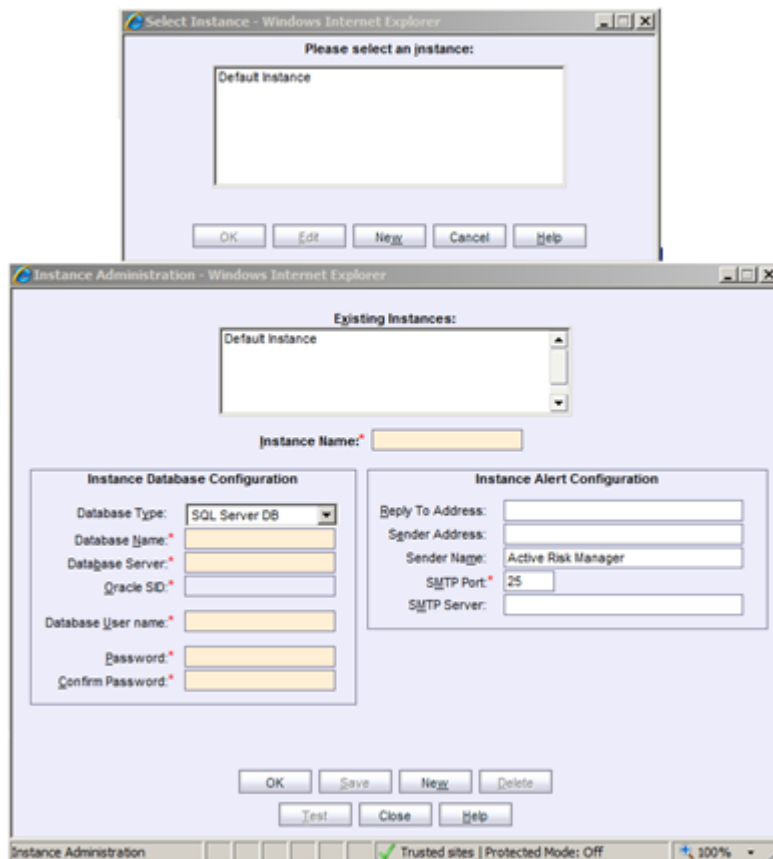 Select Instance - Windows Internet Explorer
Please select an instance:
Default Instance
OK Edit New Cancel Help
Instance Administration - Windows Internet Explorer
Existing Instances:
Default Instance
Instance Name:*
Instance Database Configuration
Database Type: SQL Server DB
Database Name:*
Database Server:*
Oracle SID:*
Database User name:*
Password:*
Confirm Password:*
Instance Alert Configuration
Reply To Address:
Sender Address:
Sender Name: Active Risk Manager
SMTP Port:* 25
SMTP Server:
OK Save New Delete
Test Close Help
Instance Administration Trusted sites | Protected Mode: Off 100%